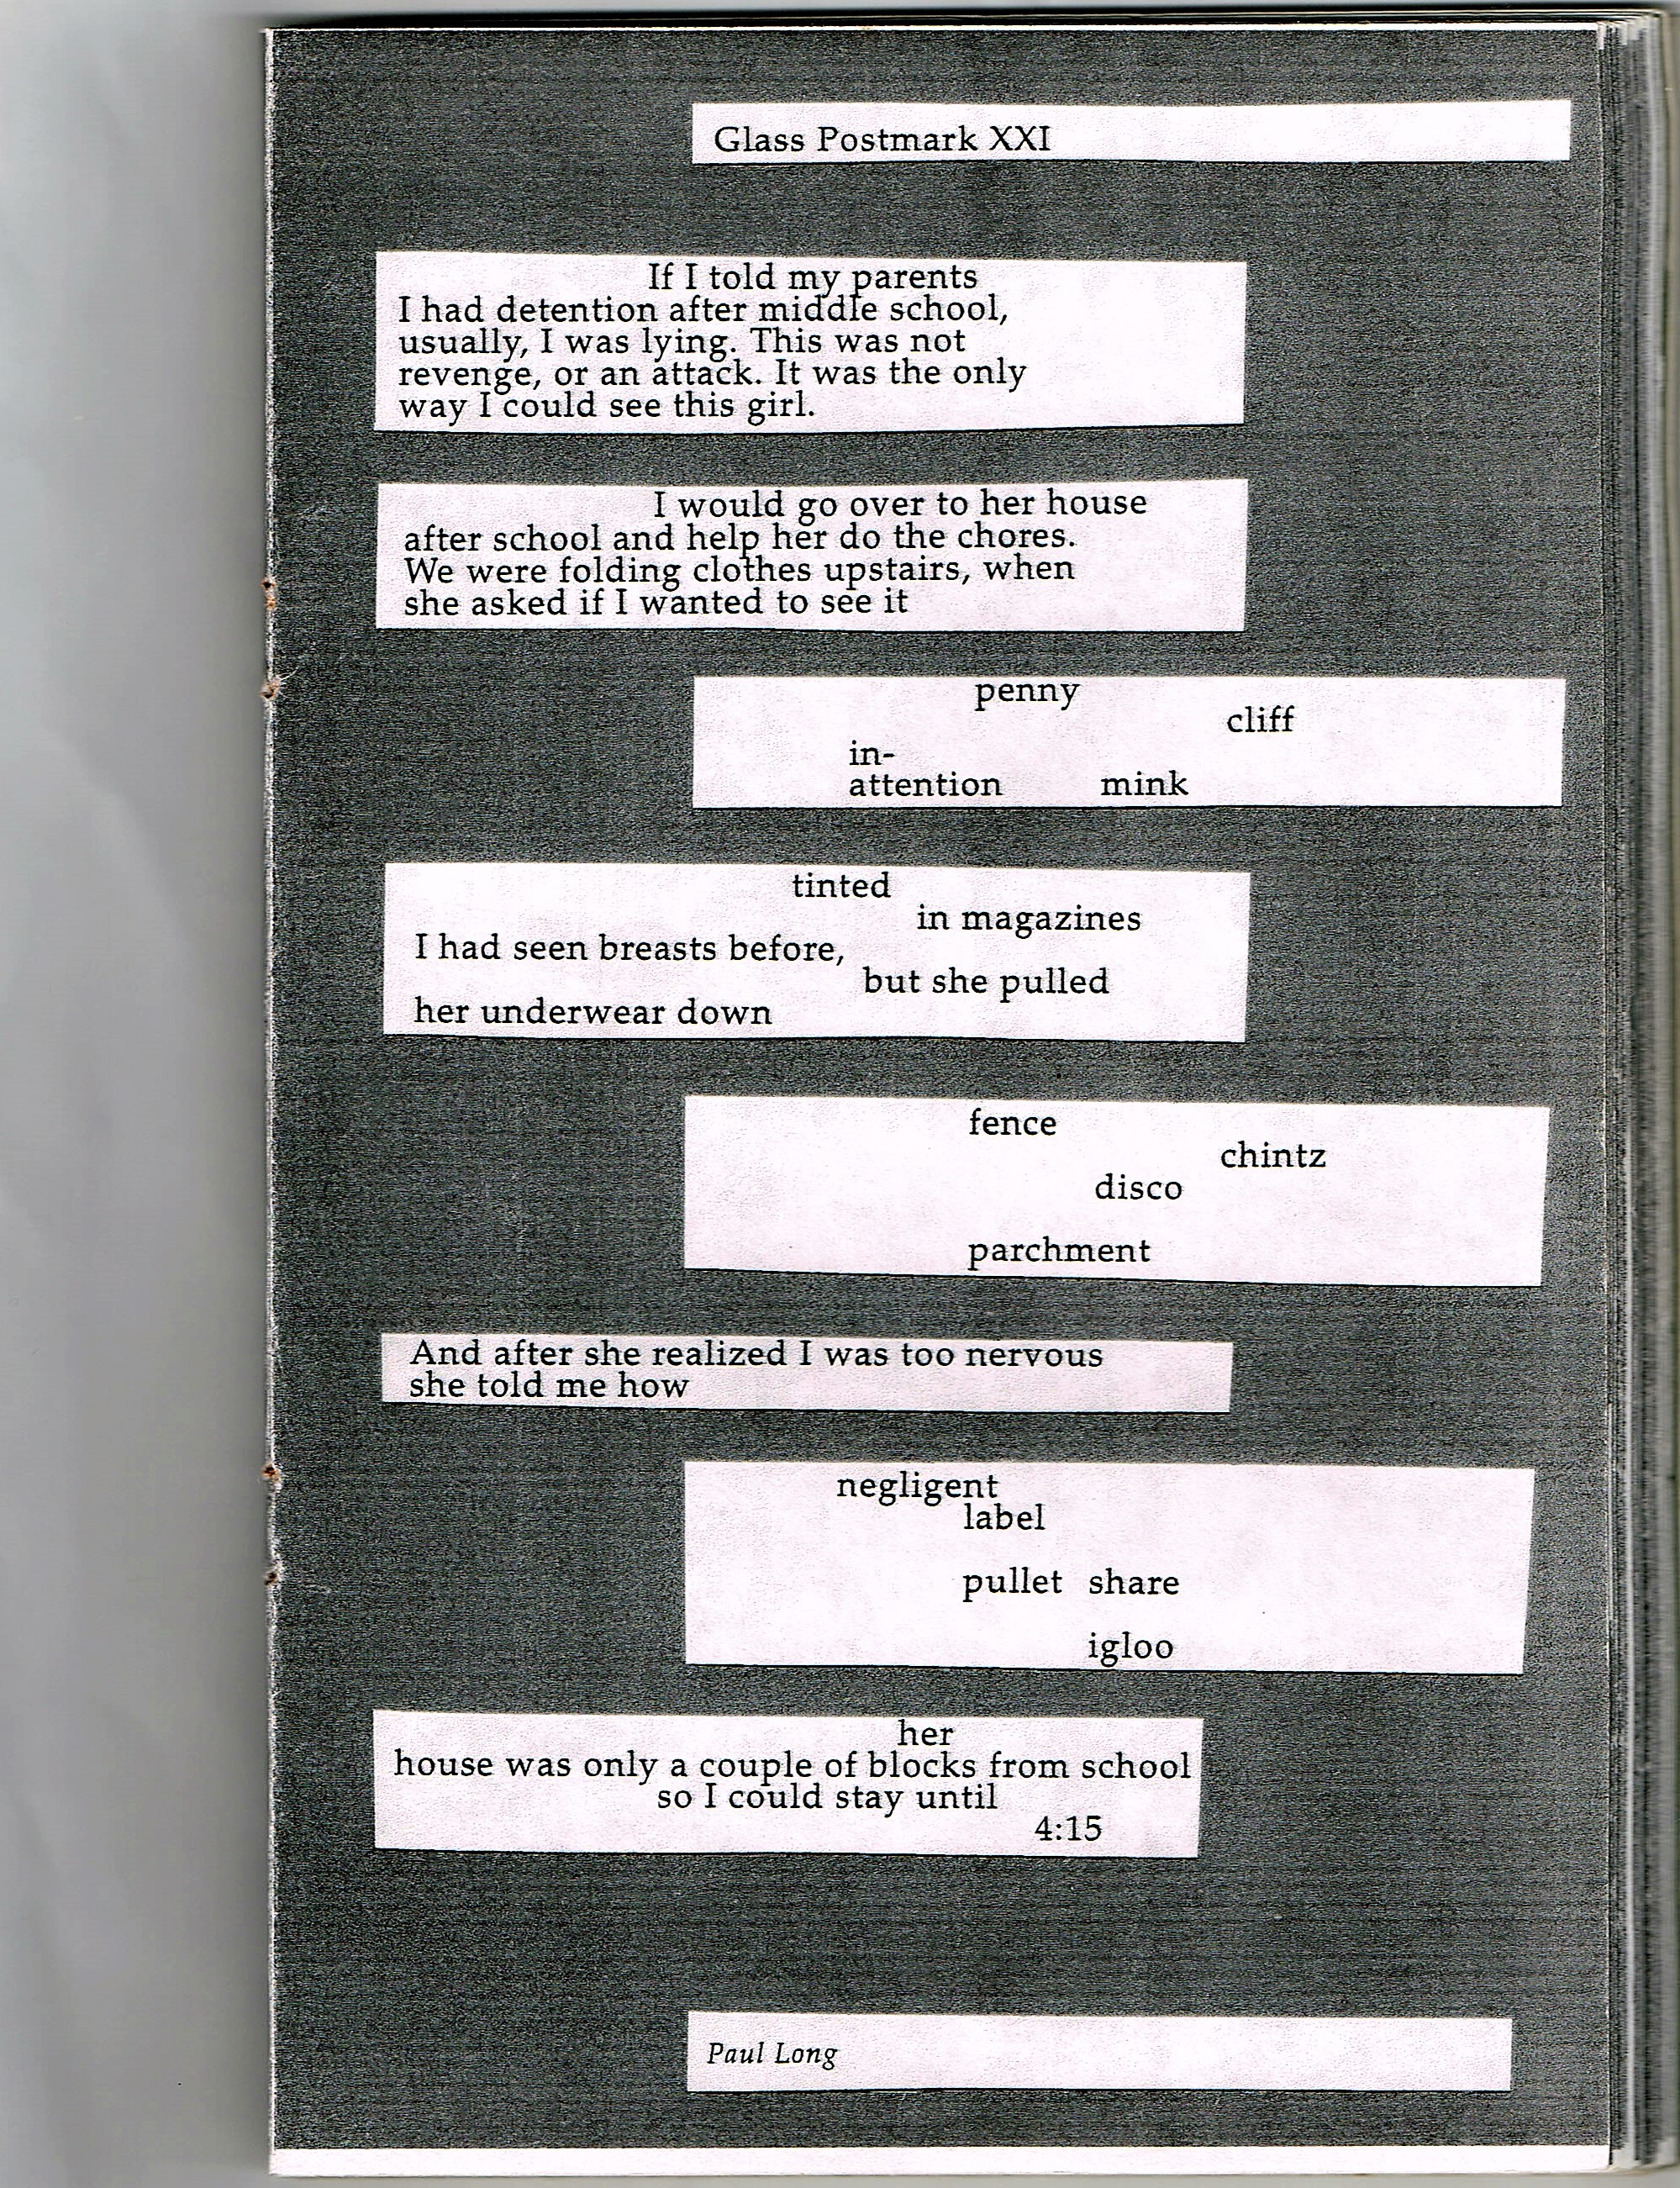 Glass Postmark XXI
If I told my parents
I had detention after middle school,
usually, I was lying. This was not
revenge, or an attack. It was the only
way I could see this girl.
I would go over to her house
after school and help her do the chores.
We were folding clothes upstairs, when
she asked if I wanted to see it
penny
cliff
in-
attention mink
tinted
in magazines
I had seen breasts before,
but she pulled
her underwear down
fence
chintz
disco
parchment
And after she realized I was too nervous
she told me how
negligent
label
pullet share
igloo
her
house was only a couple of blocks from school
so I could stay until
4:15
Paul Long